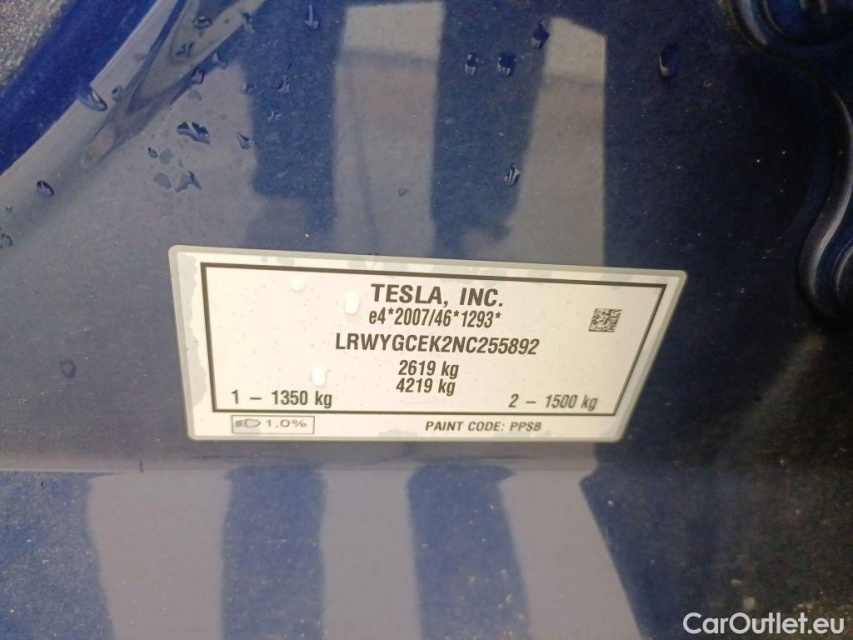 TESLA, INC.
e4*2007/46*1293*
LRWYGCEK2NC255892
2619 kg
4219 kg
1 – 1350 kg
2 – 1500 kg
1.0%
PAINT CODE: PPSB
CarOutlet.eu